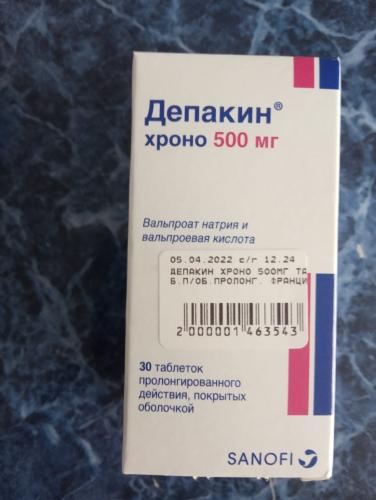 Депакин®
хроно 500 мг
Вальпроат натрия и
вальпроевая кислота
05.04.2022 с/г 12.24
ДЕПАКИН ХРОНО 500МГ ТА
Б.П/ОБ.ПРОЛОНГ. ФРАНЦИ
2 000001 463543
30 таблеток
пролонгированного
действия, покрытых
оболочкой
SANOFI